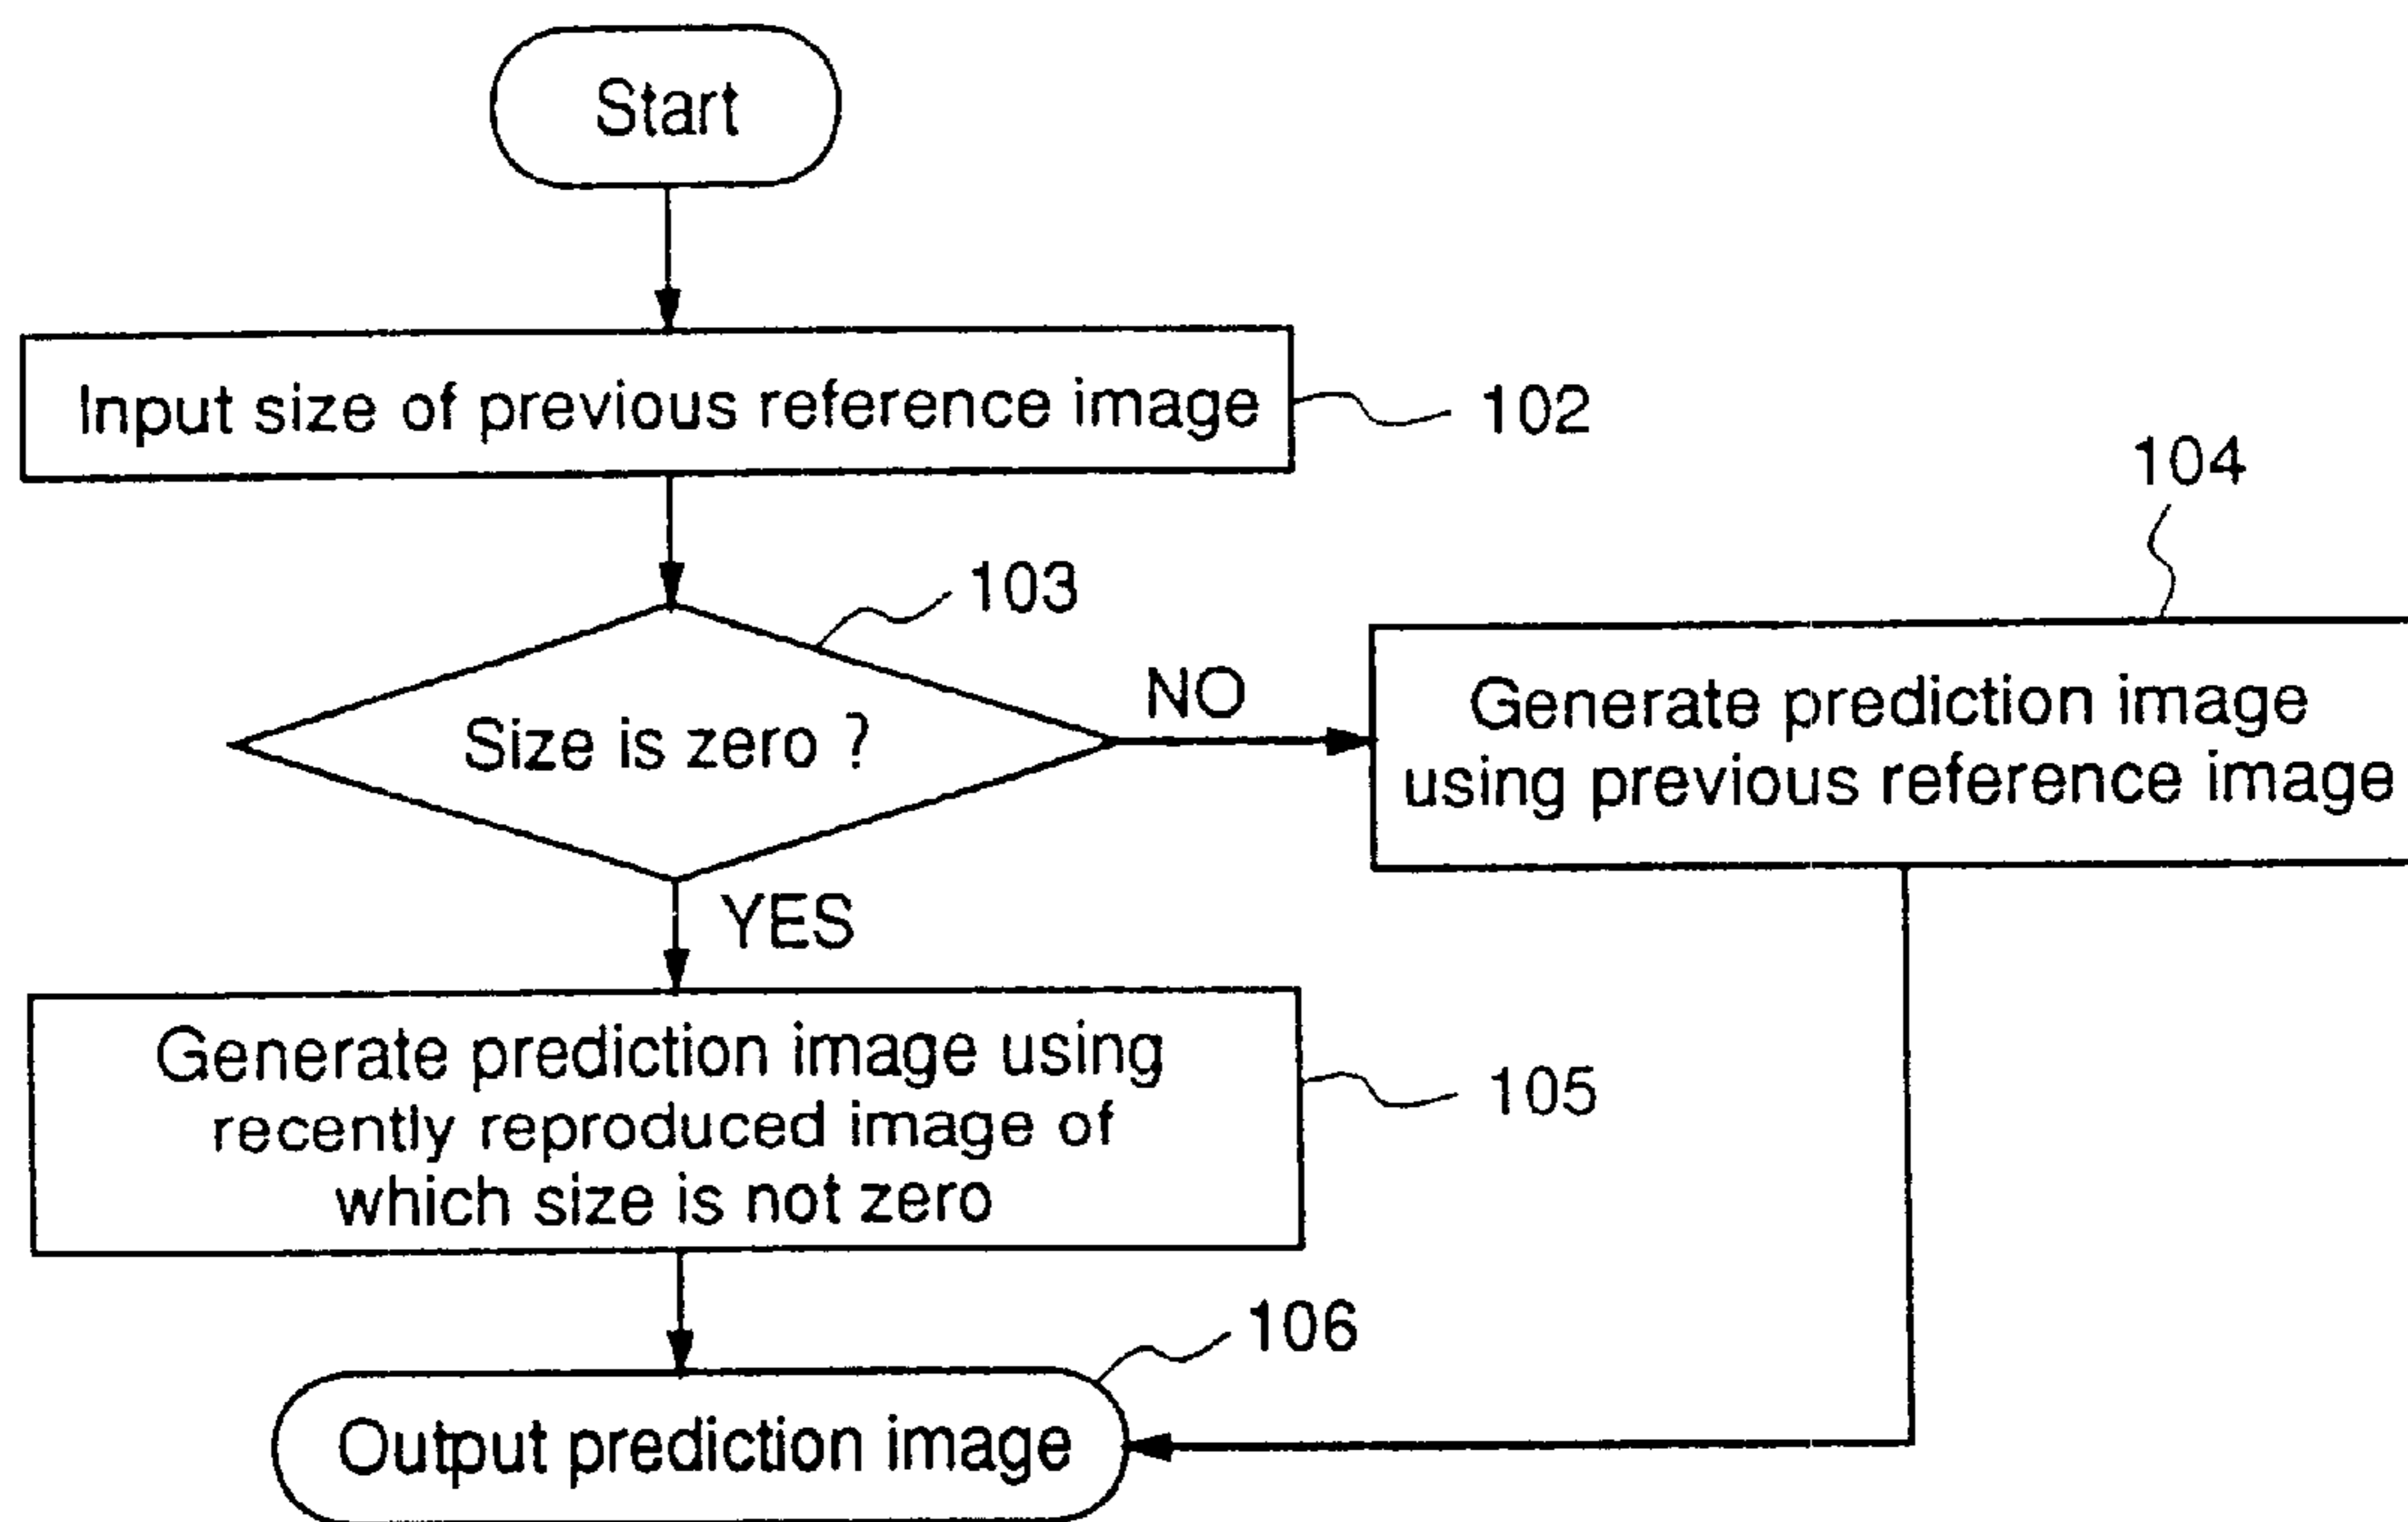 Start
Input size of previous reference image
102
103
Size is zero ?
NO
104
Generate prediction image
using previous reference image
YES
Generate prediction image using
recently reproduced image of
which size is not zero
105
106
Output prediction image